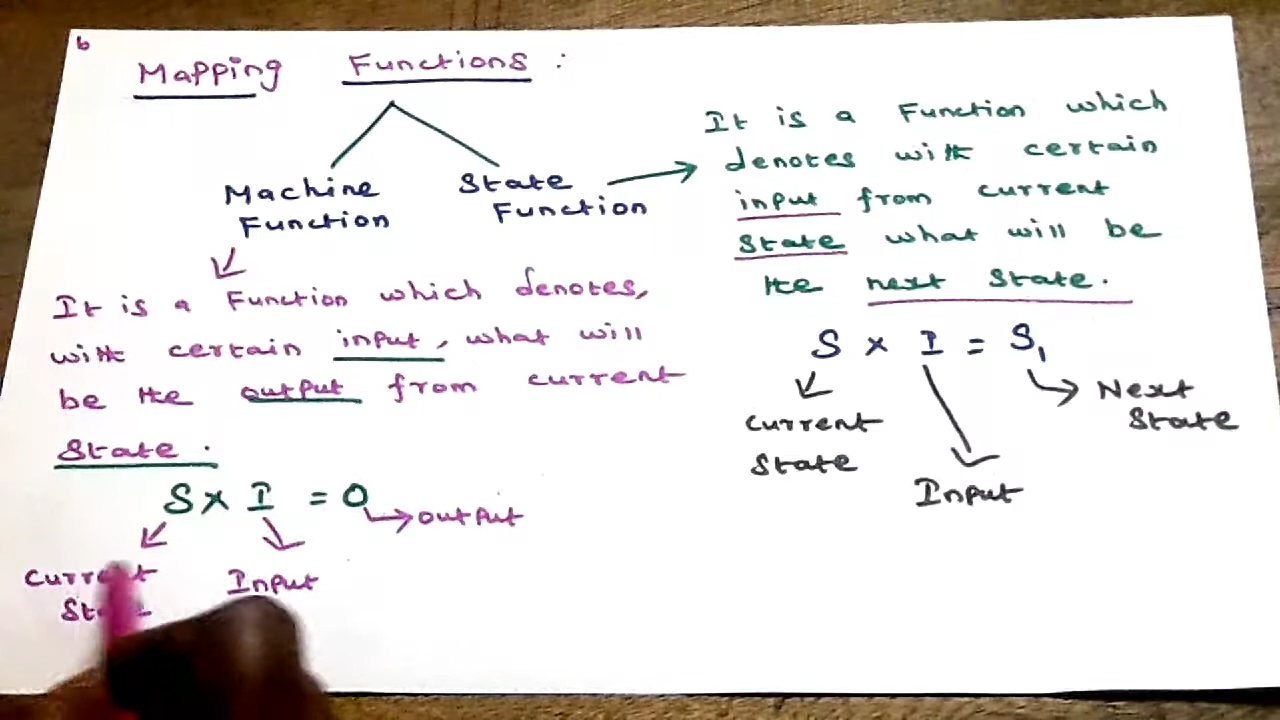 6
Mapping Functions :
Machine
Function
State
Function
It is a Function which
denotes with certain
input from current
State what will be
the next State.
S x I = S1
Current
State
Input
Next
State
It is a Function which denotes,
with certain input, what will
be the output from current
State.
S x I = O
output
Current
Input